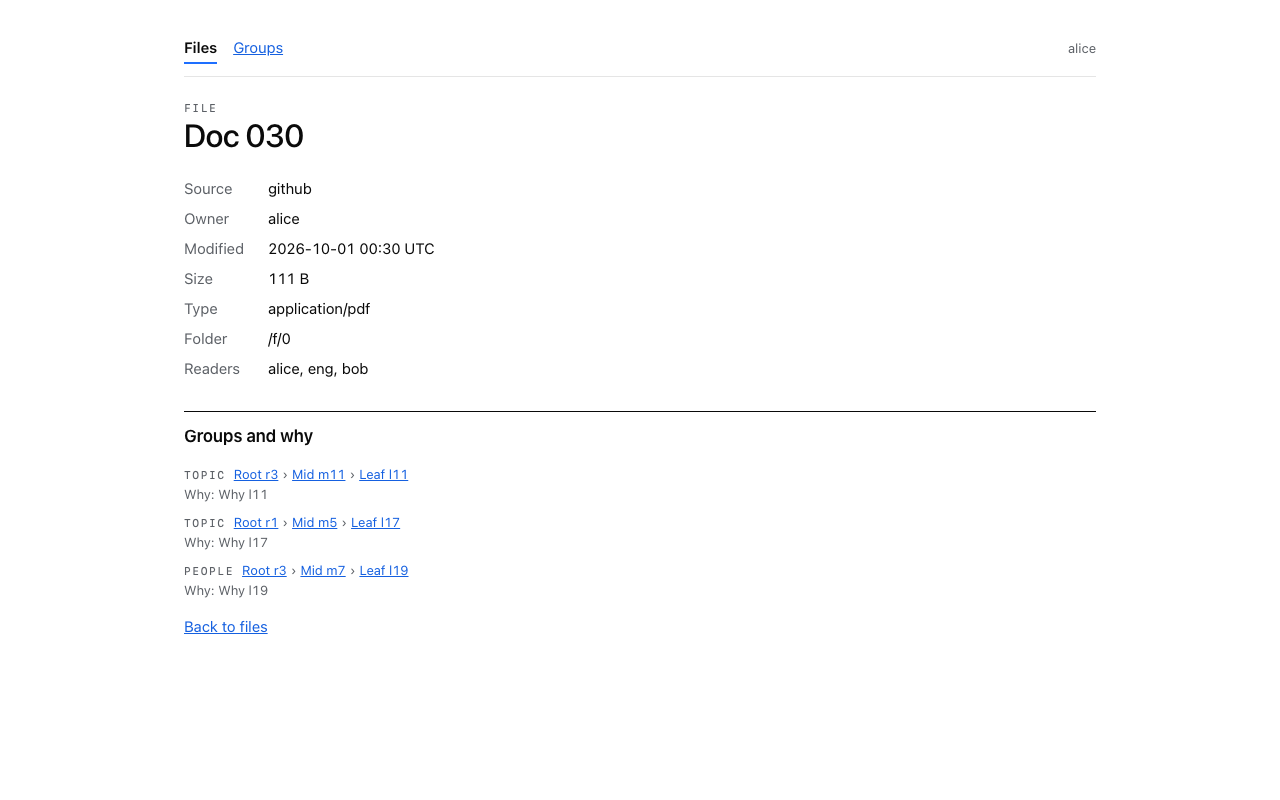 Files Groups alice
FILE
Doc 030
Source github
Owner alice
Modified 2026-10-01 00:30 UTC
Size 111 B
Type application/pdf
Folder /f/0
Readers alice, eng, bob
Groups and why
TOPIC Root r3 › Mid m11 › Leaf l11
Why: Why l11
TOPIC Root r1 › Mid m5 › Leaf l17
Why: Why l17
PEOPLE Root r3 › Mid m7 › Leaf l19
Why: Why l19
Back to files